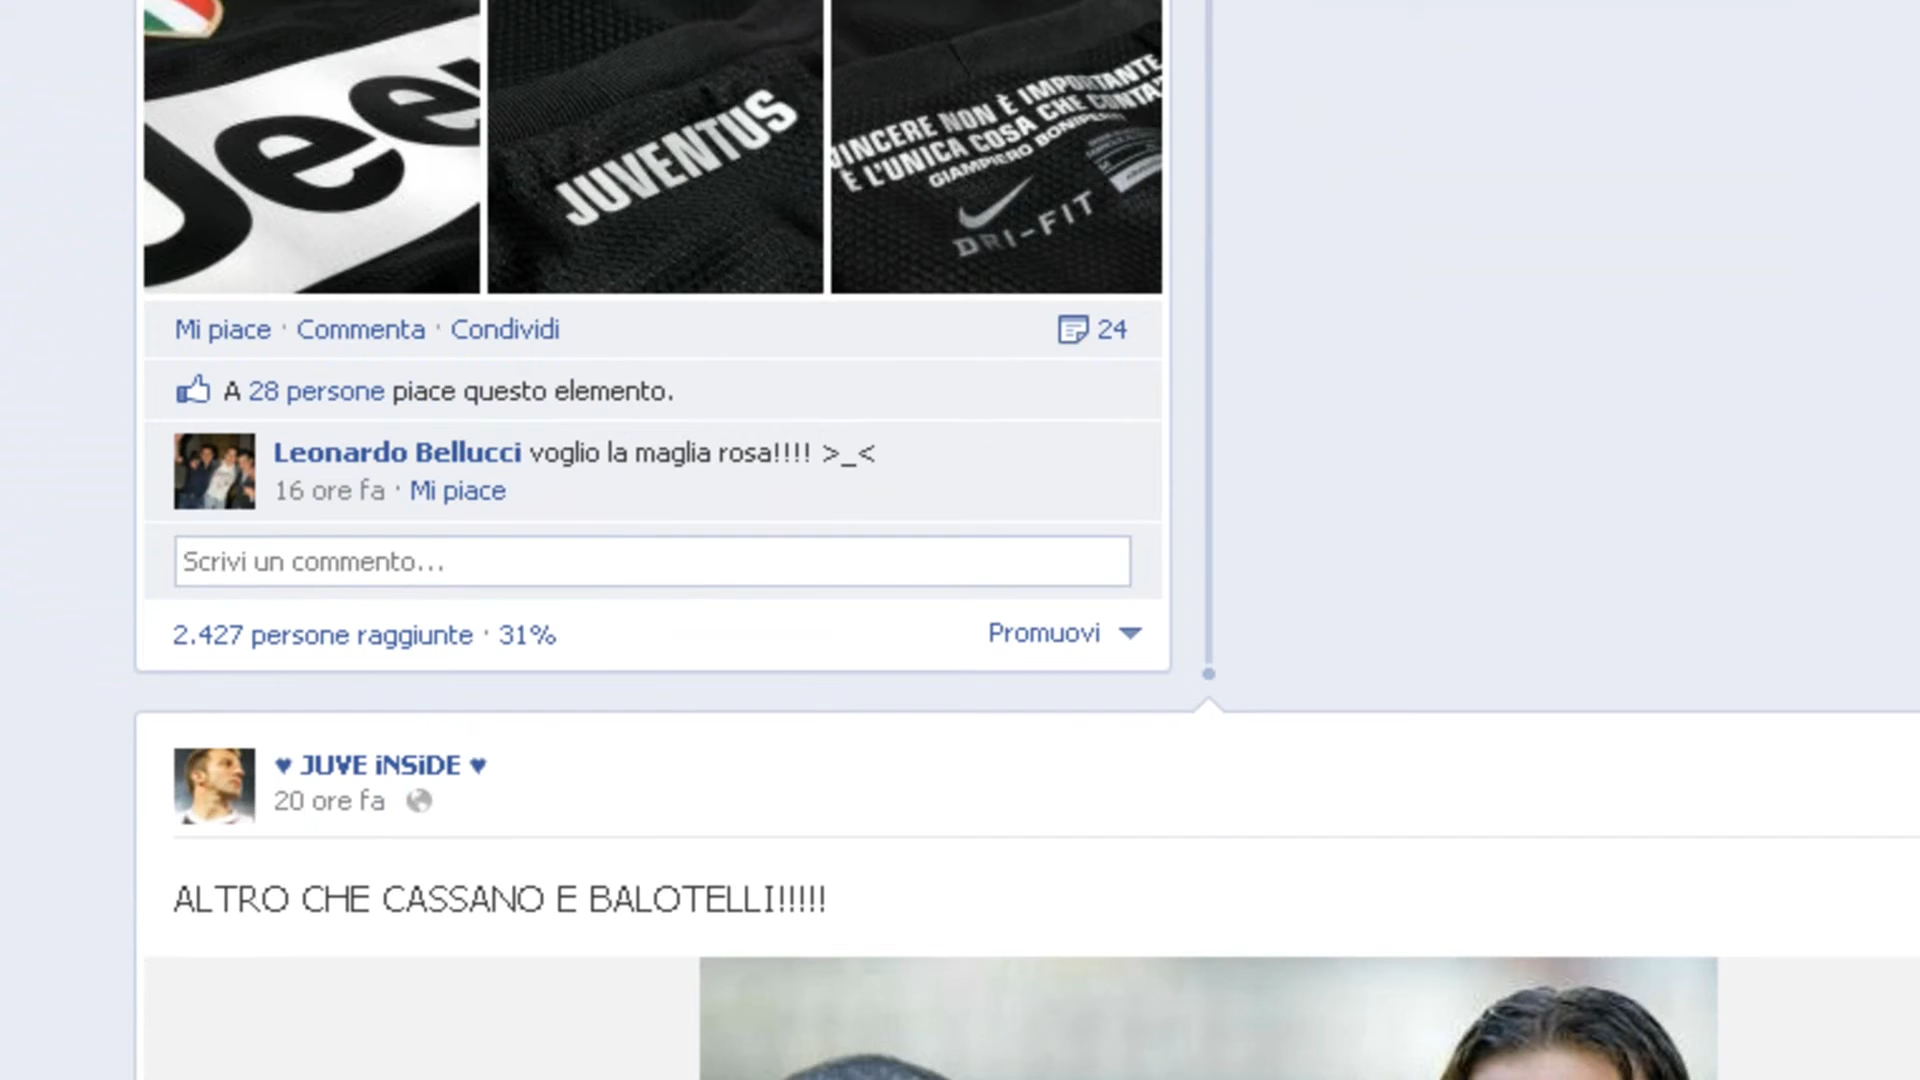 Jeep
JUVENTUS
VINCERE NON È IMPORTANTE
È L'UNICA COSA CHE CONTA
GIAMPIERO BONIPERTI
DRI-FIT
Mi piace · Commenta · Condividi 24
A 28 persone piace questo elemento.
Leonardo Bellucci voglio la maglia rosa!!!! >_<
16 ore fa · Mi piace
Scrivi un commento...
2.427 persone raggiunte · 31% Promuovi
♥ JUVE iNSiDE ♥
20 ore fa
ALTRO CHE CASSANO E BALOTELLI!!!!!